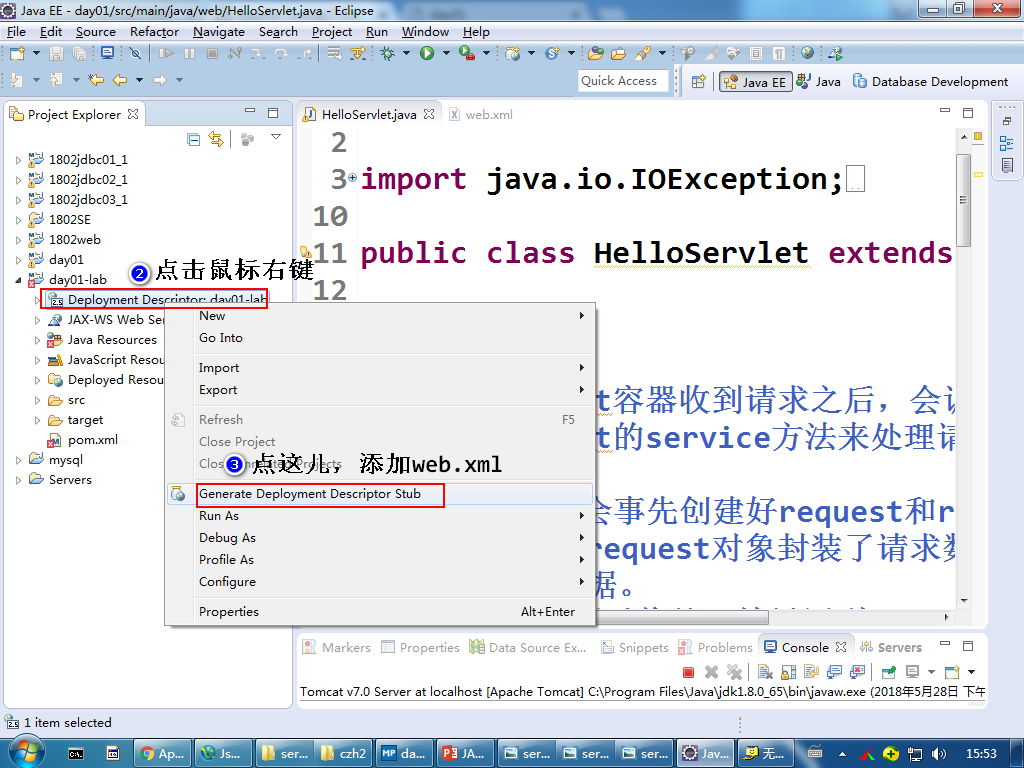 Java EE - day01/src/main/java/web/HelloServlet.java - Eclipse
File Edit Source Refactor Navigate Search Project Run Window Help
Quick Access
Java EE
Java
Database Development
Project Explorer
1802jdbc01_1
1802jdbc02_1
1802jdbc03_1
1802SE
1802web
day01
day01-lab
Deployment Descriptor: day01-lab
JAX-WS Web Ser
Java Resources
JavaScript Resou
Deployed Resou
src
target
pom.xml
mysql
Servers
2 点击鼠标右键
HelloServlet.java
web.xml
2
3 import java.io.IOException;
10
11 public class HelloServlet extends
12
t容器收到请求之后，会
t的service方法来处理请
会事先创建好request和r
request对象封装了请求
据。
New
Go Into
Import
Export
Refresh F5
Close Project
3 点这儿，添加web.xml
Generate Deployment Descriptor Stub
Run As
Debug As
Profile As
Configure
Properties Alt+Enter
Markers Properties Data Source Ex... Snippets Problems Console Servers
Tomcat v7.0 Server at localhost [Apache Tomcat] C:\Program Files\Java\jdk1.8.0_65\bin\javaw.exe (2018年5月28日 下午
1 item selected
Ap... Js... ser... czh2 da... JA... ser... ser... ser... Jav... 无... 15:53